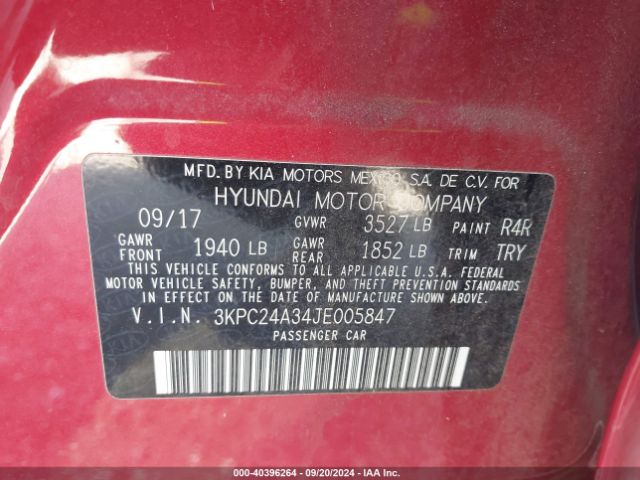 MFD. BY KIA MOTORS MEXICO S.A. DE C.V. FOR
HYUNDAI MOTOR COMPANY
09/17 GVWR 3527 LB PAINT R4R
GAWR FRONT 1940 LB GAWR REAR 1852 LB TRIM TRY
THIS VEHICLE CONFORMS TO ALL APPLICABLE U.S.A. FEDERAL
MOTOR VEHICLE SAFETY, BUMPER, AND THEFT PREVENTION STANDARDS
IN EFFECT ON THE DATE OF MANUFACTURE SHOWN ABOVE.
V.I.N. 3KPC24A34JE005847
PASSENGER CAR
000-40396264 - 09/20/2024 - IAA Inc.